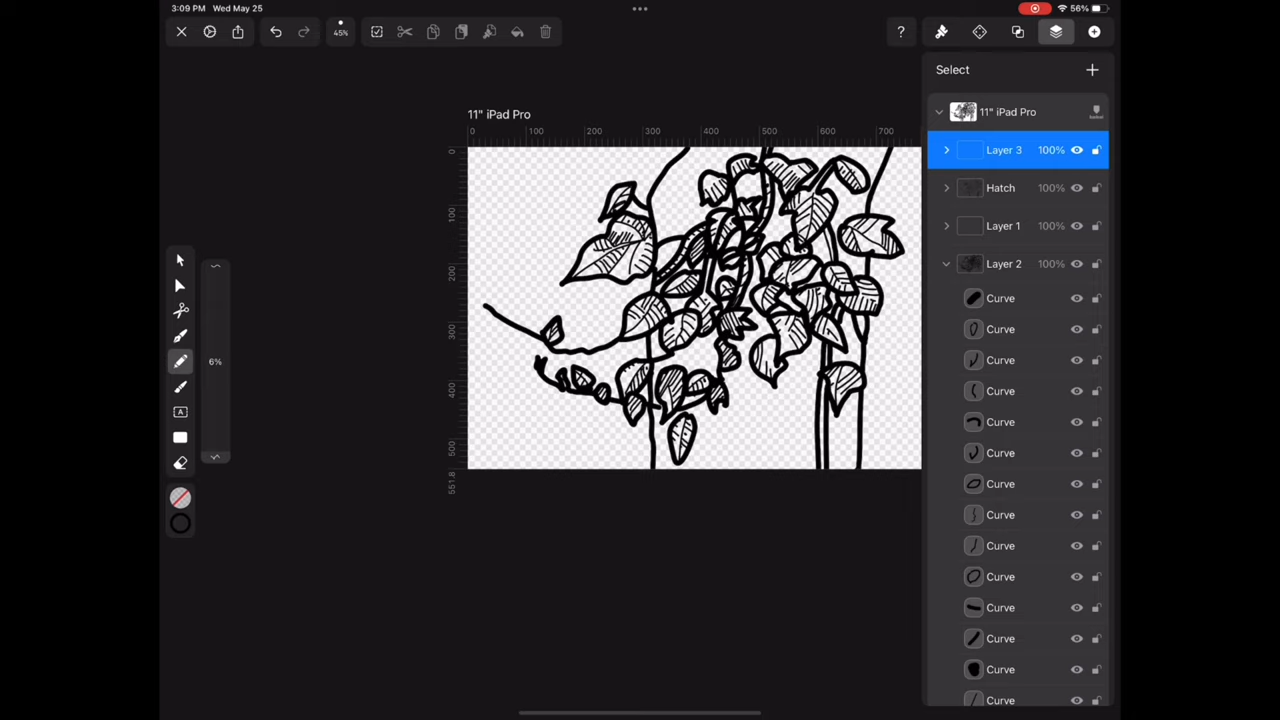 3:09 PM Wed May 25
56%
45%
?
Select
11" iPad Pro
11" iPad Pro
0 100 200 300 400 500 600 700
0
100
200
300
400
500
551.8
6%
A
Layer 3 100%
Hatch 100%
Layer 1 100%
Layer 2 100%
Curve
Curve
Curve
Curve
Curve
Curve
Curve
Curve
Curve
Curve
Curve
Curve
Curve
Curve